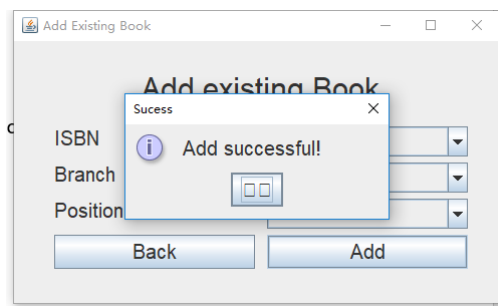 Add Existing Book
Add existing Book
Sucess
Add successful!
ISBN
Branch
Position
Back
Add